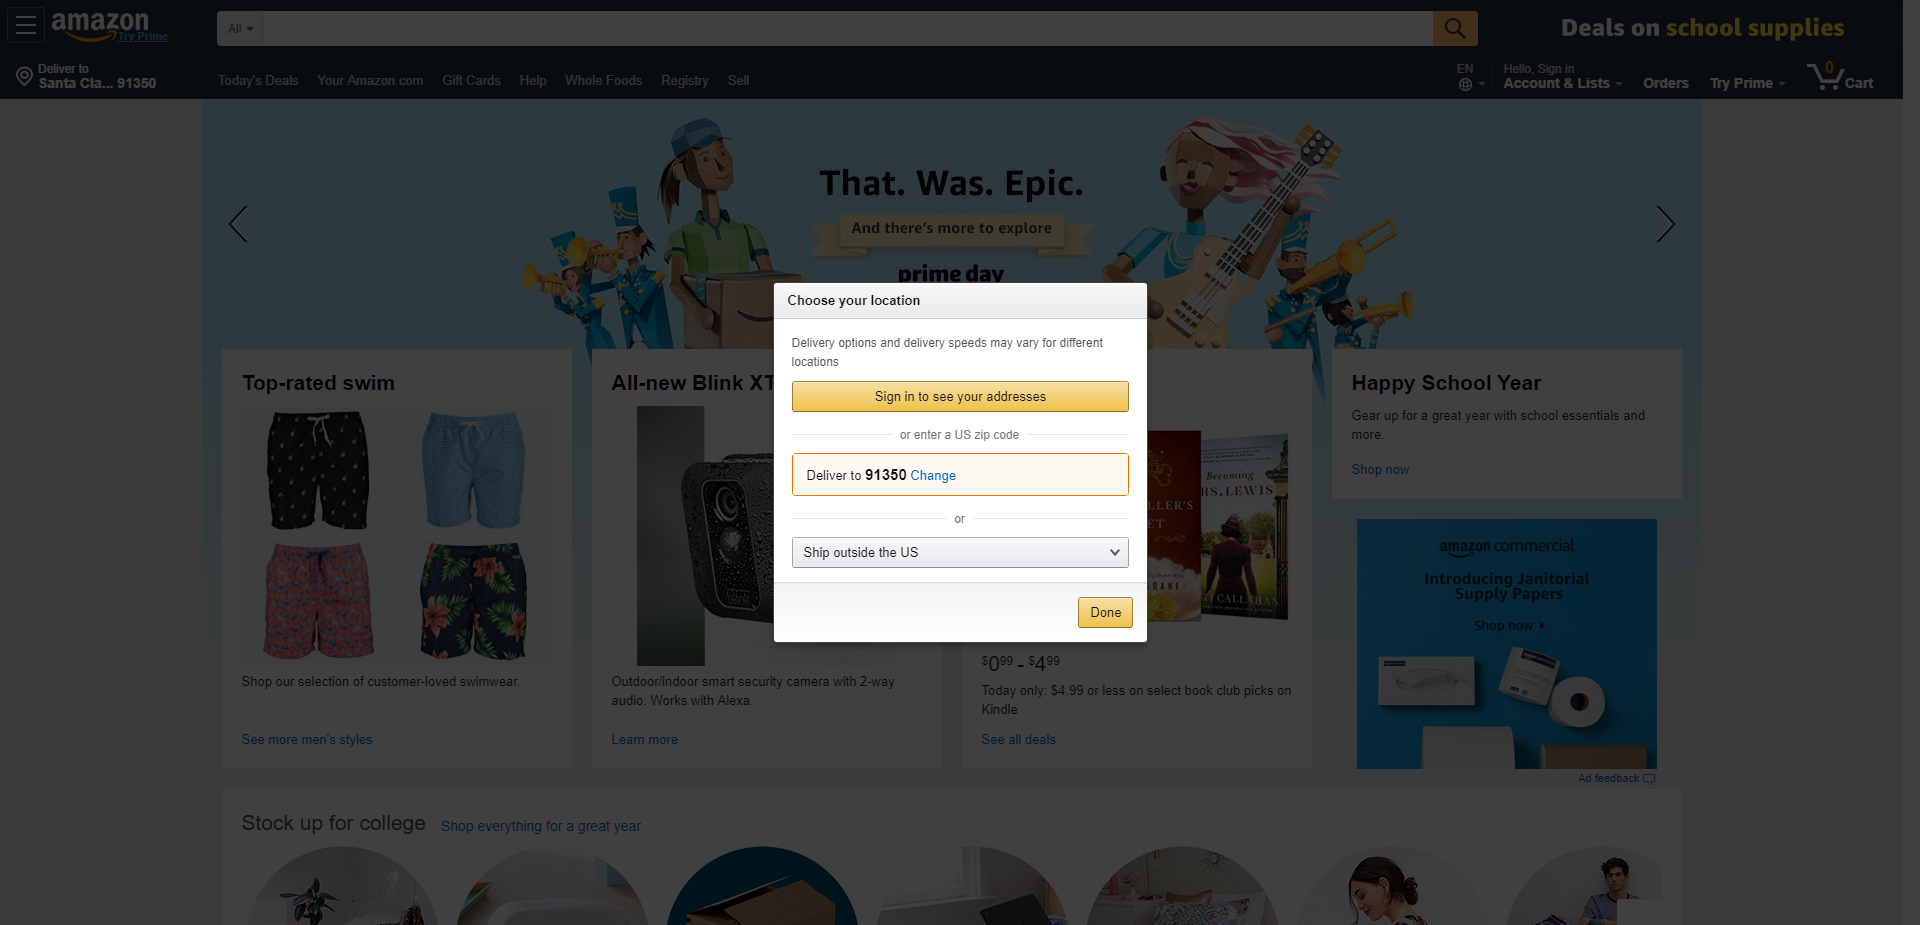 amazon
Try Prime
All
Deals on school supplies
Deliver to
Santa Cla... 91350
Today's Deals
Your Amazon.com
Gift Cards
Help
Whole Foods
Registry
Sell
EN
Hello, Sign in
Account & Lists
Orders
Try Prime
0
Cart
That. Was. Epic.
And there's more to explore
prime day
Choose your location
Delivery options and delivery speeds may vary for different
locations
Sign in to see your addresses
or enter a US zip code
Deliver to 91350 Change
or
Ship outside the US
Done
Top-rated swim
Shop our selection of customer-loved swimwear.
See more men's styles
All-new Blink XT
Outdoor/indoor smart security camera with 2-way
audio. Works with Alexa.
Learn more
Becoming
RS. LEWIS
CALLAHAN
$0.99 - $4.99
Today only: $4.99 or less on select book club picks on
Kindle
See all deals
Happy School Year
Gear up for a great year with school essentials and
more.
Shop now
amazon commercial
Introducing Janitorial
Supply Papers
Shop now
Ad feedback
Stock up for college
Shop everything for a great year